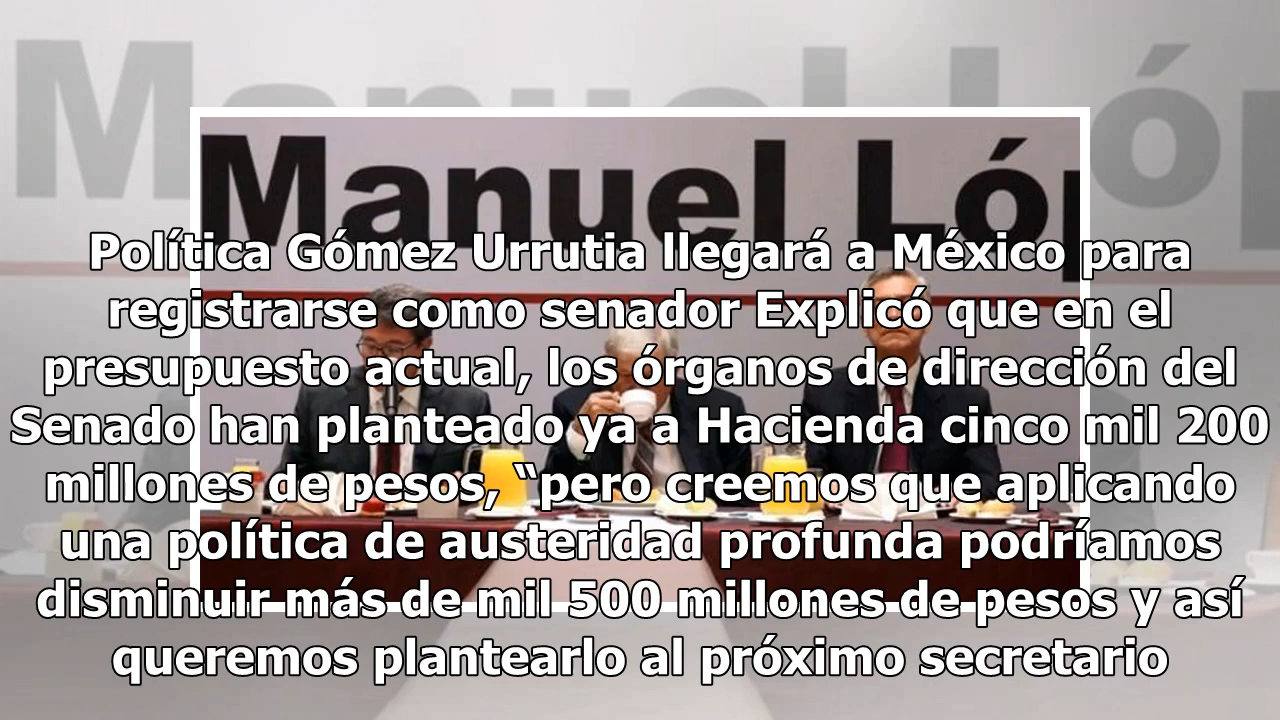 Manuel Ló
Política Gómez Urrutia llegará a México para
registrarse como senador Explicó que en el
presupuesto actual, los órganos de dirección del
Senado han planteado ya a Hacienda cinco mil 200
millones de pesos, “pero creemos que aplicando
una política de austeridad profunda podríamos
disminuir más de mil 500 millones de pesos y así
queremos plantearlo al próximo secretario